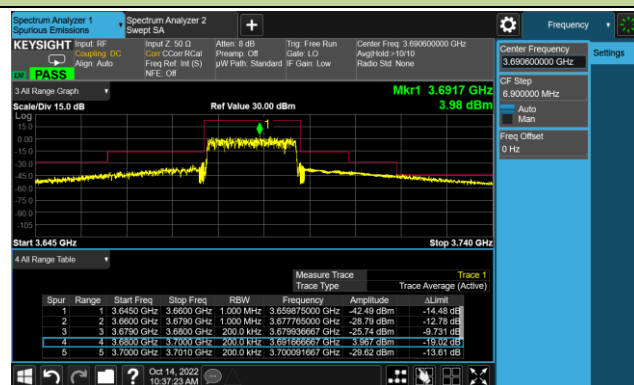 Spectrum Analyzer 1
Spurious Emissions
Spectrum Analyzer 2
Swept SA
+
Frequency
KEYSIGHT
Input: RF
Coupling: DC
Align: Auto
Input Z: 50 Ω
Corr CCorr RCal
Freq Ref: Int (S)
NFE: Off
Atten: 8 dB
Preamp: Off
µW Path: Standard
Trig: Free Run
Gate: LO
IF Gain: Low
Center Freq: 3.690600000 GHz
Avg|Hold:>10/10
Radio Std: None
PASS
Center Frequency
3.690600000 GHz
Settings
CF Step
6.900000 MHz
Auto
Man
Freq Offset
0 Hz
3 All Range Graph
Mkr1 3.6917 GHz
Scale/Div 15.0 dB
Ref Value 30.00 dBm
3.98 dBm
Log
15.0
0.00
-15.0
-30.0
-45.0
-60.0
-75.0
-90.0
-105
1
Start 3.645 GHz
Stop 3.740 GHz
4 All Range Table
Measure Trace Trace 1
Trace Type Trace Average (Active)
Spur Range Start Freq Stop Freq RBW Frequency Amplitude ΔLimit
1 1 3.6450 GHz 3.6600 GHz 1.000 MHz 3.659875000 GHz -42.49 dBm -14.48 dB
2 2 3.6600 GHz 3.6790 GHz 1.000 MHz 3.677765000 GHz -28.79 dBm -12.78 dB
3 3 3.6790 GHz 3.6800 GHz 200.0 kHz 3.679936667 GHz -25.74 dBm -9.731 dB
4 4 3.6800 GHz 3.7000 GHz 200.0 kHz 3.691666667 GHz 3.967 dBm -19.02 dB
5 5 3.7000 GHz 3.7010 GHz 200.0 kHz 3.700091667 GHz -29.62 dBm -13.61 dB
?
Oct 14, 2022
10:37:23 AM